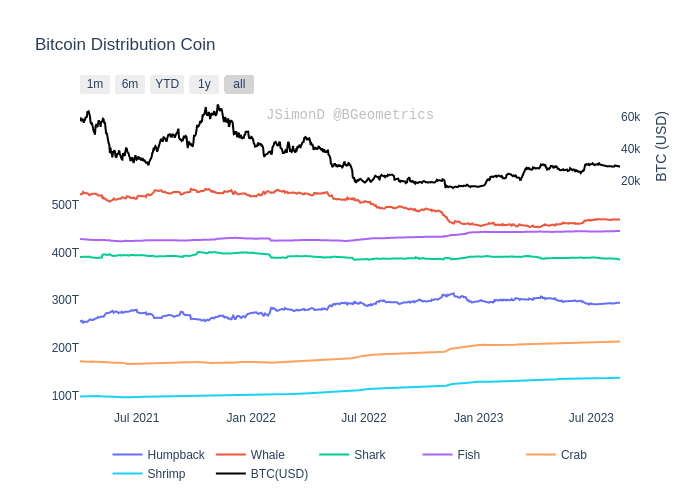 Bitcoin Distribution Coin
1m 6m YTD 1y all
JSimonD @BGeometrics
60k
40k
20k
BTC (USD)
500T
400T
300T
200T
100T
Jul 2021 Jan 2022 Jul 2022 Jan 2023 Jul 2023
Humpback Whale Shark Fish Crab
Shrimp BTC(USD)